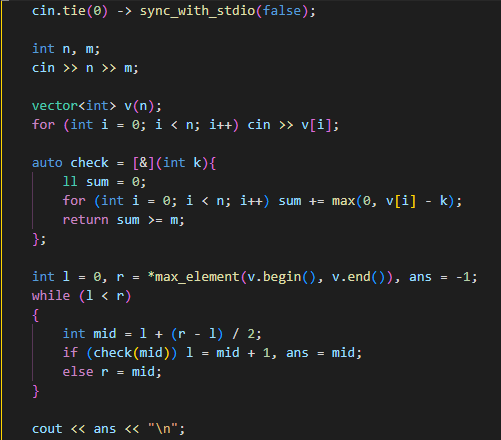 cin.tie(0) -> sync_with_stdio(false);
int n, m;
cin >> n >> m;
vector<int> v(n);
for (int i = 0; i < n; i++) cin >> v[i];
auto check = [&](int k){
ll sum = 0;
for (int i = 0; i < n; i++) sum += max(0, v[i] - k);
return sum >= m;
};
int l = 0, r = *max_element(v.begin(), v.end()), ans = -1;
while (l < r)
{
int mid = l + (r - l) / 2;
if (check(mid)) l = mid + 1, ans = mid;
else r = mid;
}
cout << ans << "\n";